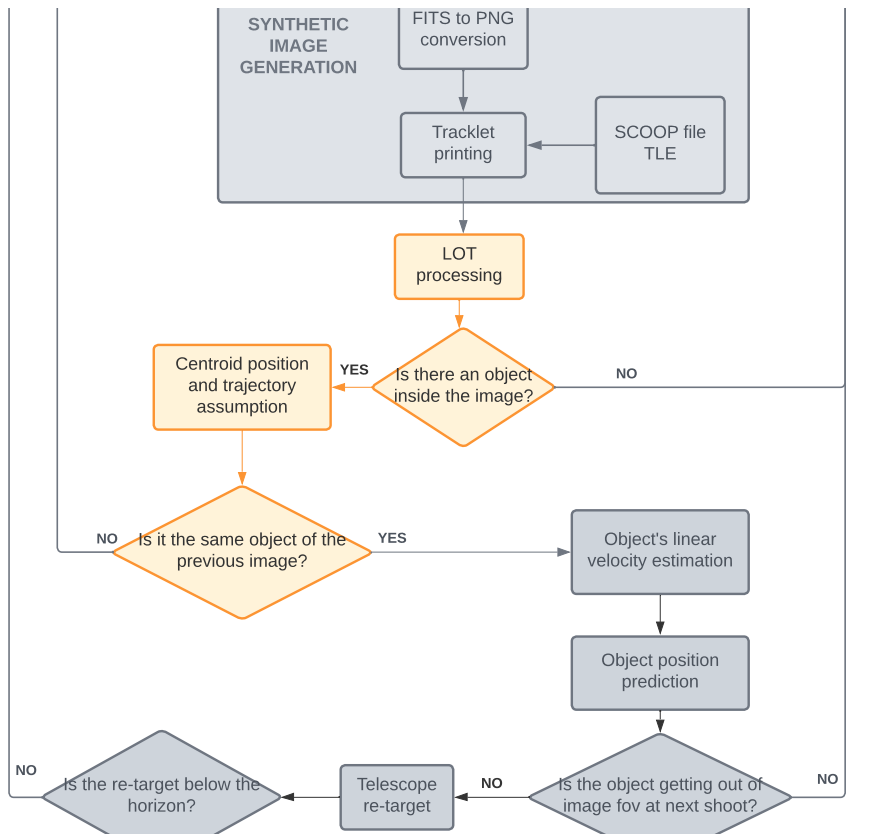 SYNTHETIC
IMAGE
GENERATION
FITS to PNG
conversion
Tracklet
printing
SCOOP file
TLE
LOT
processing
Is there an object
inside the image?
YES
NO
Centroid position
and trajectory
assumption
Is it the same object of the
previous image?
NO
YES
Object's linear
velocity estimation
Object position
prediction
Is the object getting out of
image fov at next shoot?
NO
NO
Telescope
re-target
Is the re-target below the
horizon?
NO